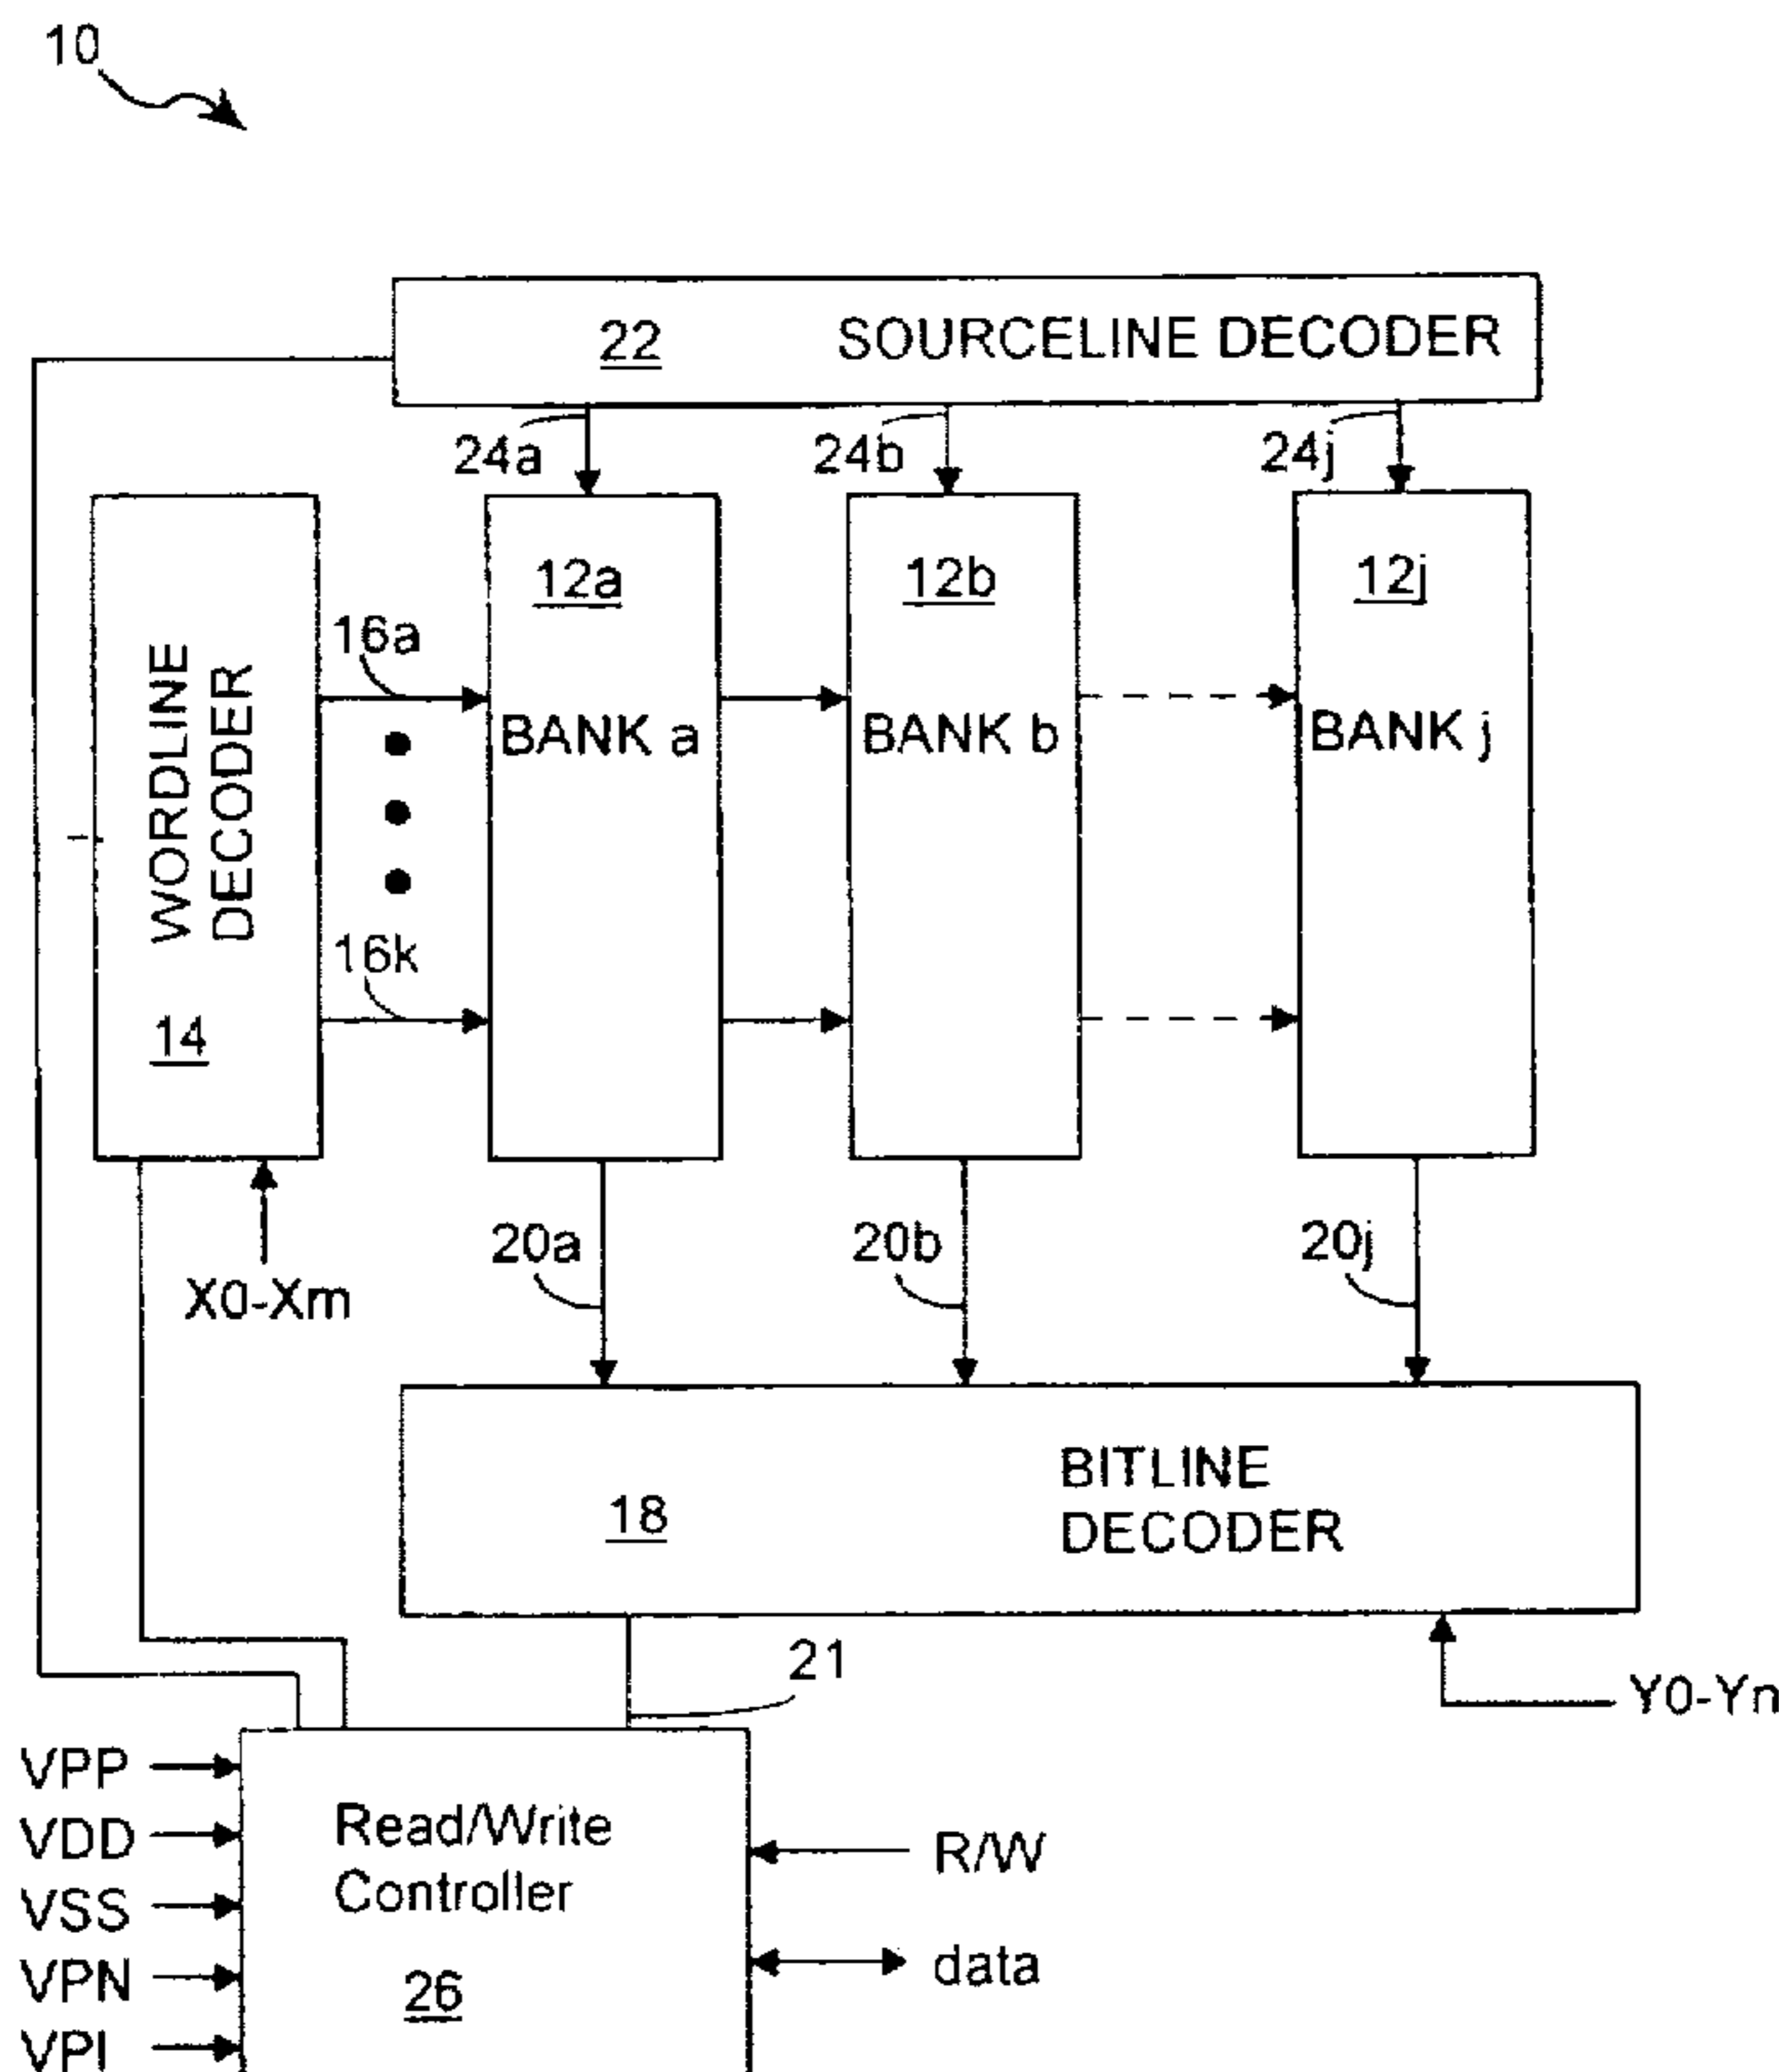 10
22 SOURCELINE DECODER
24a 24b 24j
12a 12b 12j
16a
BANK a BANK b BANK j
WORDLINE
DECODER
16k
14
20a 20b 20j
X0-Xm
BITLINE
DECODER
18
21
Y0-Yn
VPP
VDD
VSS
VPN
VPI
Read/Write
Controller
26
R/W
data